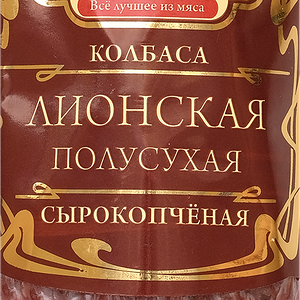 Всё лучшее из мяса
КОЛБАСА
ЛИОНСКАЯ
ПОЛУСУХАЯ
СЫРОКОПЧЁНАЯ